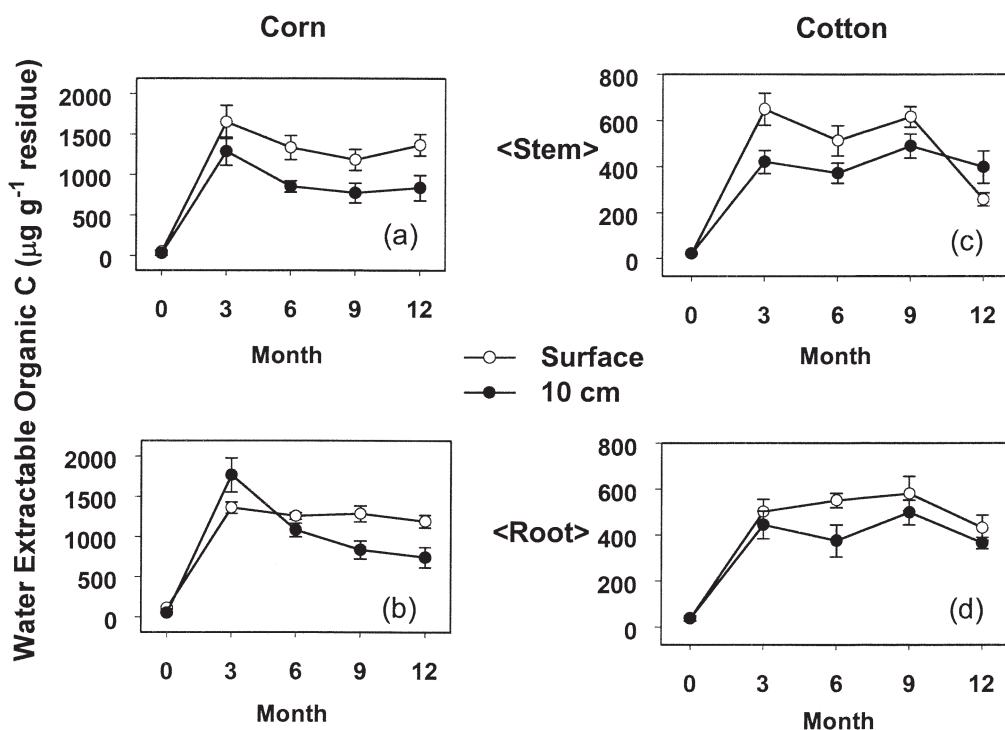 Corn
Cotton
Water Extractable Organic C (µg g-1 residue)
2000
1500
1000
500
0
(a)
0 3 6 9 12
Month
<Stem>
800
600
400
200
0
(c)
0 3 6 9 12
Month
Surface
10 cm
2000
1500
1000
500
0
(b)
0 3 6 9 12
Month
<Root>
800
600
400
200
0
(d)
0 3 6 9 12
Month